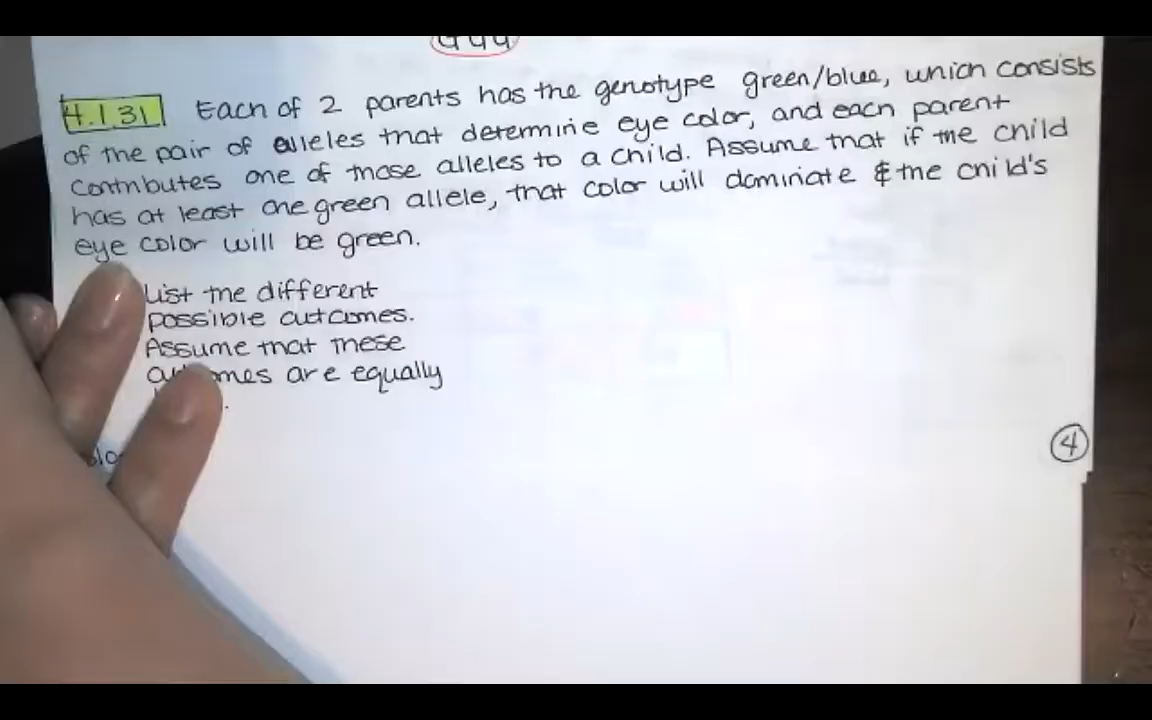 4.1.31 Each of 2 parents has the genotype green/blue, which consists
of the pair of alleles that determine eye color, and each parent
contributes one of those alleles to a child. Assume that if the child
has at least one green allele, that color will dominate & the child's
eye color will be green.
List the different
possible outcomes.
Assume that these
are equally
4